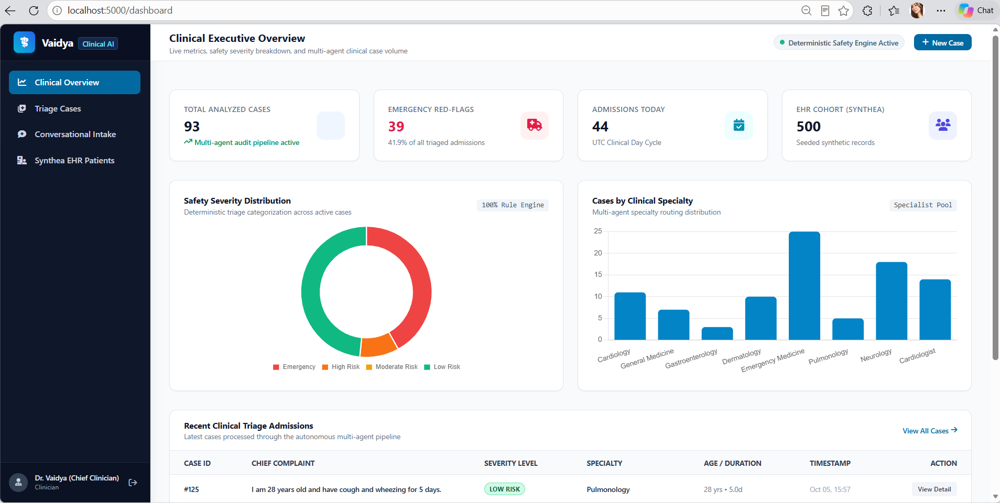 localhost:5000/dashboard
Chat
Vaidya Clinical AI
Clinical Overview
Triage Cases
Conversational Intake
Synthea EHR Patients
Dr. Vaidya (Chief Clinician)
Clinician
Clinical Executive Overview
Live metrics, safety severity breakdown, and multi-agent clinical case volume
Deterministic Safety Engine Active
+ New Case
TOTAL ANALYZED CASES
93
Multi-agent audit pipeline active
EMERGENCY RED-FLAGS
39
41.9% of all triaged admissions
ADMISSIONS TODAY
44
UTC Clinical Day Cycle
EHR COHORT (SYNTHEA)
500
Seeded synthetic records
Safety Severity Distribution
Deterministic triage categorization across active cases
100% Rule Engine
Emergency High Risk Moderate Risk Low Risk
Cases by Clinical Specialty
Multi-agent specialty routing distribution
Specialist Pool
25
20
15
10
5
0
Cardiology General Medicine Gastroenterology Dermatology Emergency Medicine Pulmonology Neurology Cardiologist
Recent Clinical Triage Admissions
Latest cases processed through the autonomous multi-agent pipeline
View All Cases →
CASE ID CHIEF COMPLAINT SEVERITY LEVEL SPECIALTY AGE / DURATION TIMESTAMP ACTION
#125 I am 28 years old and have cough and wheezing for 5 days. LOW RISK Pulmonology 28 yrs • 5.0d Oct 05, 15:57 View Detail